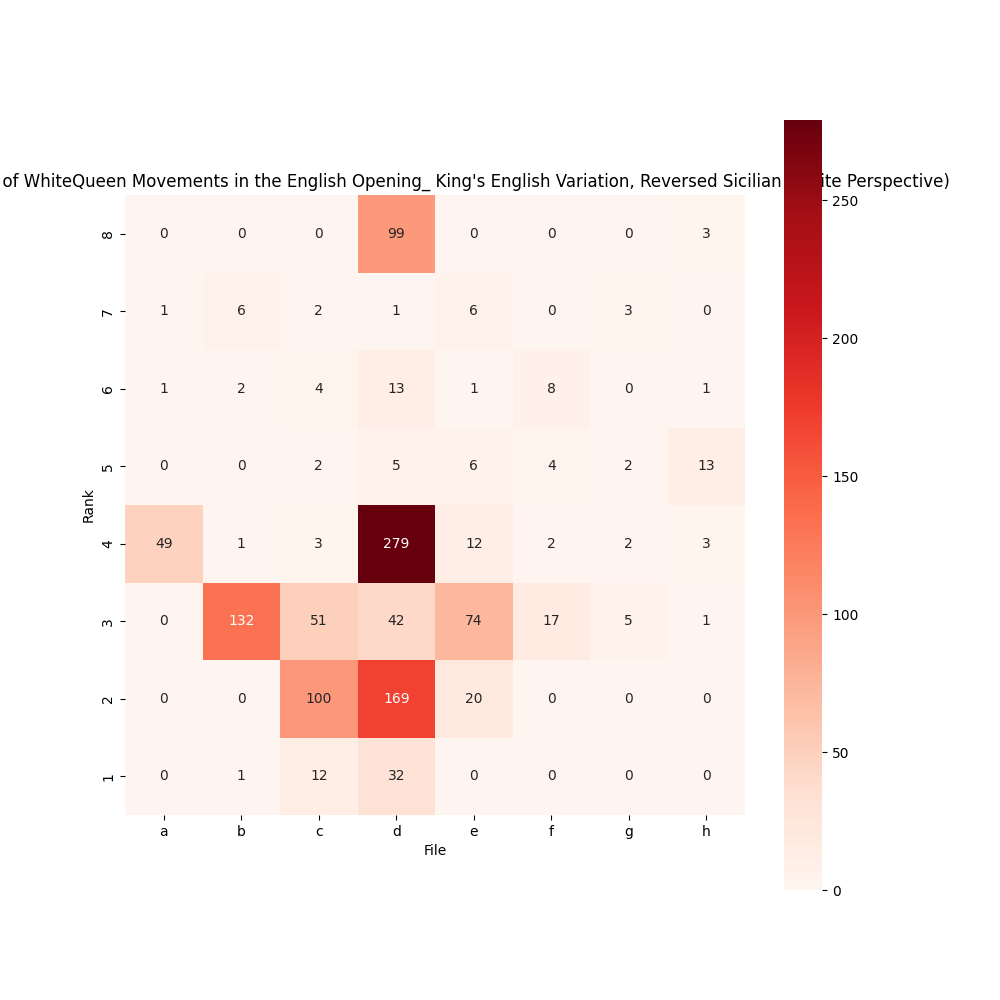 of WhiteQueen Movements in the English Opening_ King's English Variation, Reversed Sicilian ite Perspective)
250
8 0 0 0 99 0 0 0 3
7 1 6 2 1 6 0 3 0
200
6 1 2 4 13 1 8 0 1
150
5 0 0 2 5 6 4 2 13
Rank
4 49 1 3 279 12 2 2 3
100
3 0 132 51 42 74 17 5 1
2 0 0 100 169 20 0 0 0
50
1 0 1 12 32 0 0 0 0
a b c d e f g h
File
0